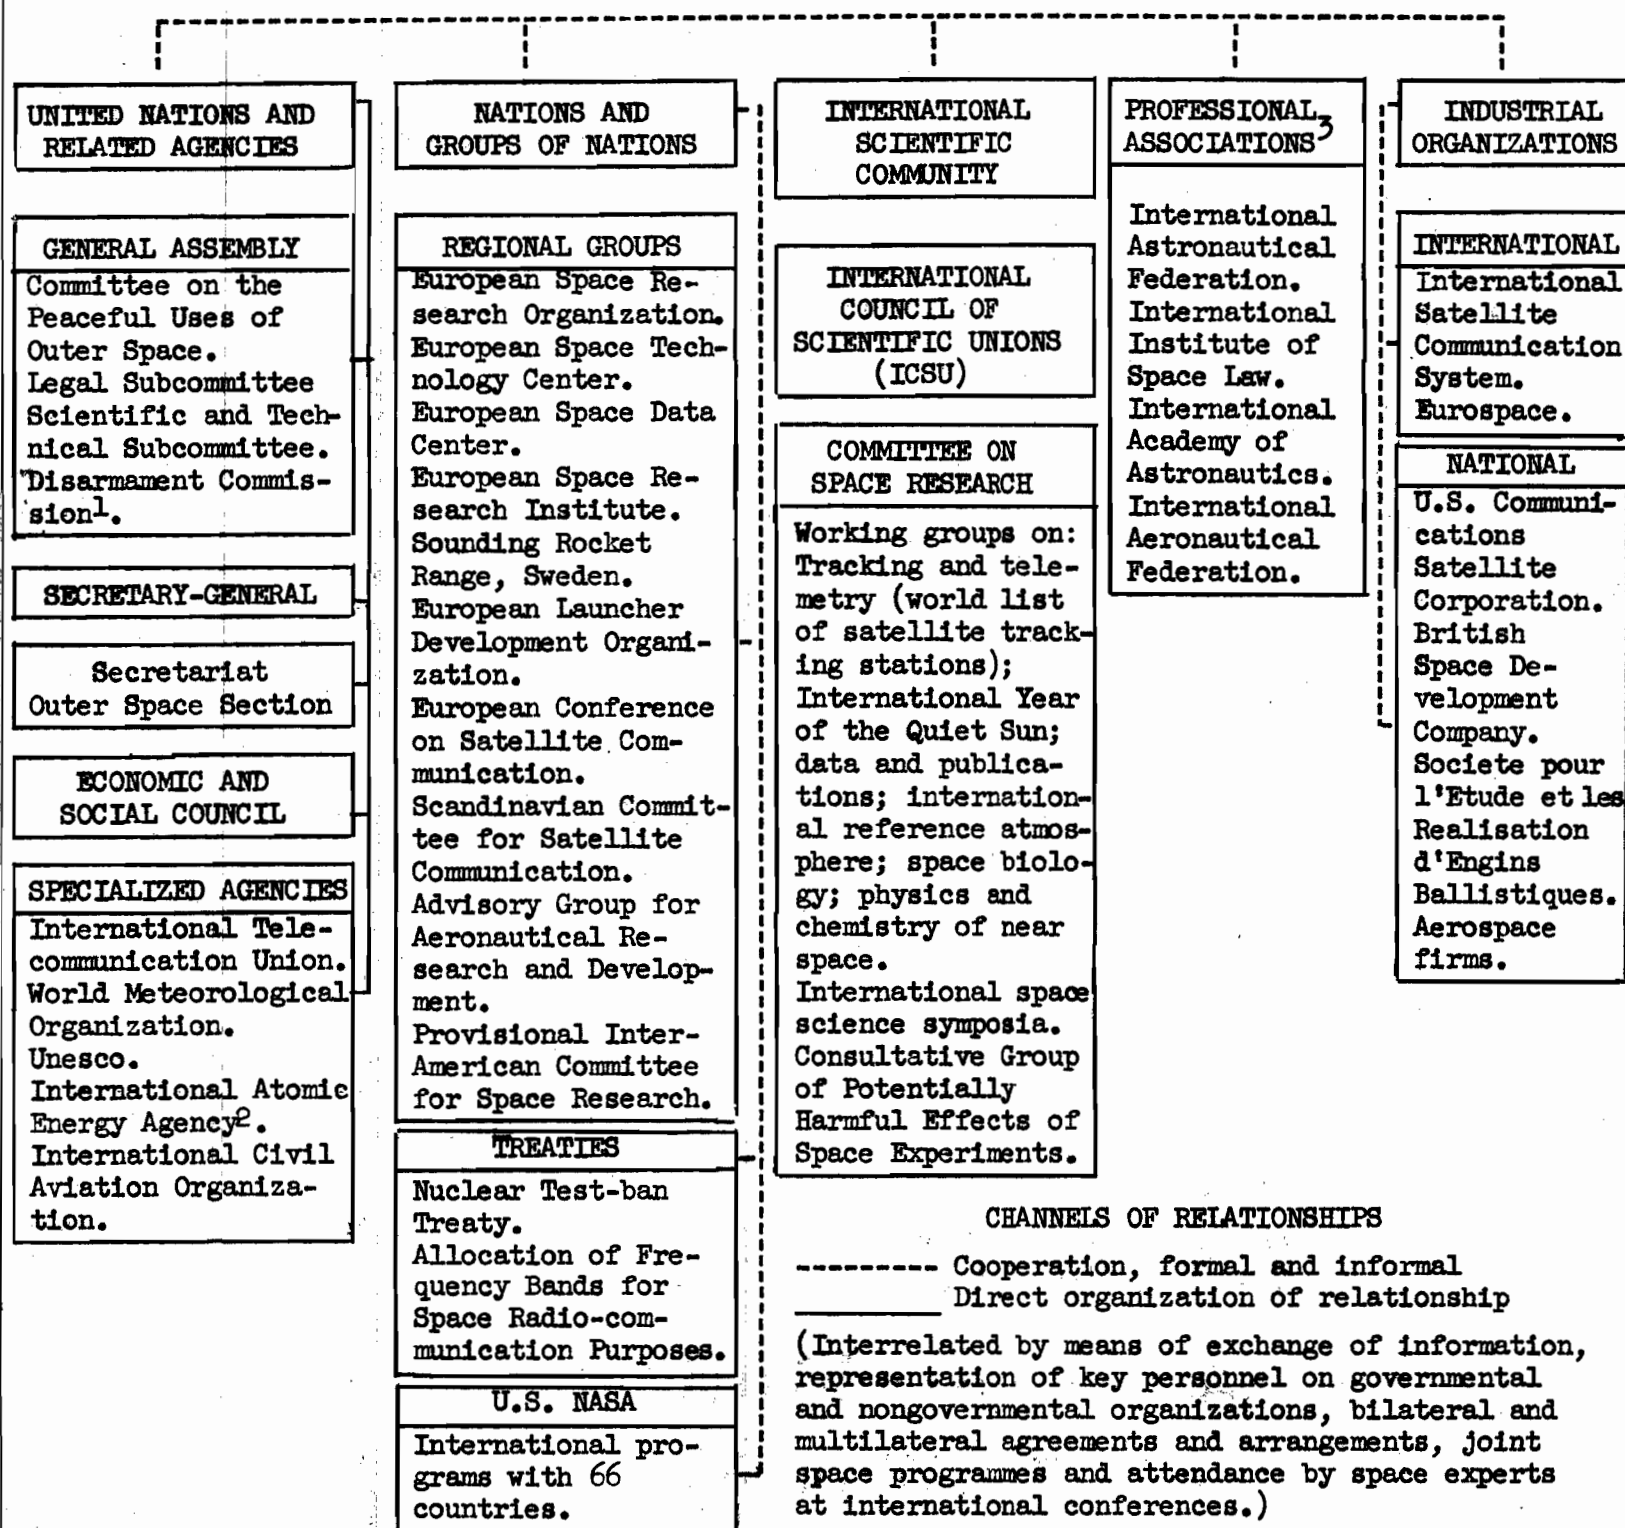 UNITED NATIONS AND
RELATED AGENCIES
GENERAL ASSEMBLY
Committee on the
Peaceful Uses of
Outer Space.
Legal Subcommittee
Scientific and Tech-
nical Subcommittee.
Disarmament Commis-
sion1.
SECRETARY-GENERAL
Secretariat
Outer Space Section
ECONOMIC AND
SOCIAL COUNCIL
SPECIALIZED AGENCIES
International Tele-
communication Union.
World Meteorological
Organization.
Unesco.
International Atomic
Energy Agency2.
International Civil
Aviation Organiza-
tion.
NATIONS AND
GROUPS OF NATIONS
REGIONAL GROUPS
European Space Re-
search Organization.
European Space Tech-
nology Center.
European Space Data
Center.
European Space Re-
search Institute.
Sounding Rocket
Range, Sweden.
European Launcher
Development Organi-
zation.
European Conference
on Satellite Com-
munication.
Scandinavian Commit-
tee for Satellite
Communication.
Advisory Group for
Aeronautical Re-
search and Develop-
ment.
Provisional Inter-
American Committee
for Space Research.
TREATIES
Nuclear Test-ban
Treaty.
Allocation of Fre-
quency Bands for
Space Radio-com-
munication Purposes.
U.S. NASA
International pro-
grams with 66
countries.
INTERNATIONAL
SCIENTIFIC
COMMUNITY
INTERNATIONAL
COUNCIL OF
SCIENTIFIC UNIONS
(ICSU)
COMMITTEE ON
SPACE RESEARCH
Working groups on:
Tracking and tele-
metry (world list
of satellite track-
ing stations);
International Year
of the Quiet Sun;
data and publica-
tions; internation-
al reference atmos-
phere; space biolo-
gy; physics and
chemistry of near
space.
International space
science symposia.
Consultative Group
of Potentially
Harmful Effects of
Space Experiments.
PROFESSIONAL
ASSOCIATIONS3
International
Astronautical
Federation.
International
Institute of
Space Law.
International
Academy of
Astronautics.
International
Aeronautical
Federation.
INDUSTRIAL
ORGANIZATIONS
INTERNATIONAL
International
Satellite
Communication
System.
Eurospace.
NATIONAL
U.S. Communi-
cations
Satellite
Corporation.
British
Space De-
velopment
Company.
Societe pour
l'Etude et les
Realisation
d'Engins
Ballistiques.
Aerospace
firms.
CHANNELS OF RELATIONSHIPS
--------- Cooperation, formal and informal
_________ Direct organization of relationship
(Interrelated by means of exchange of information,
representation of key personnel on governmental
and nongovernmental organizations, bilateral and
multilateral agreements and arrangements, joint
space programmes and attendance by space experts
at international conferences.)